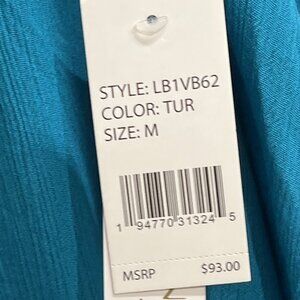 STYLE: LB1VB62
COLOR: TUR
SIZE: M
1 94770 31324 5
MSRP $93.00